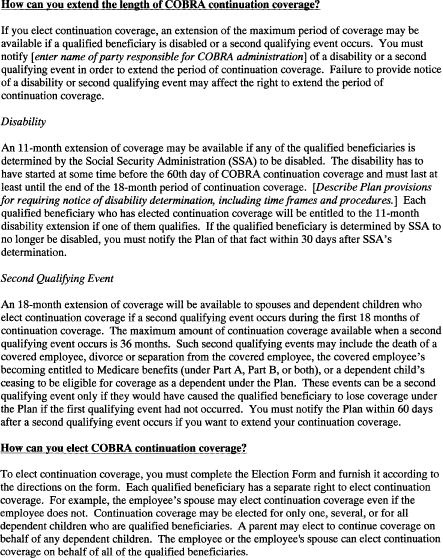 How can you extend the length of COBRA continuation coverage?
If you elect continuation coverage, an extension of the maximum period of coverage may be
available if a qualified beneficiary is disabled or a second qualifying event occurs. You must
notify [enter name of party responsible for COBRA administration] of a disability or a second
qualifying event in order to extend the period of continuation coverage. Failure to provide notice
of a disability or second qualifying event may affect the right to extend the period of
continuation coverage.
Disability
An 11-month extension of coverage may be available if any of the qualified beneficiaries is
determined by the Social Security Administration (SSA) to be disabled. The disability has to
have started at some time before the 60th day of COBRA continuation coverage and must last at
least until the end of the 18-month period of continuation coverage. [Describe Plan provisions
for requiring notice of disability determination, including time frames and procedures.] Each
qualified beneficiary who has elected continuation coverage will be entitled to the 11-month
disability extension if one of them qualifies. If the qualified beneficiary is determined by SSA to
no longer be disabled, you must notify the Plan of that fact within 30 days after SSA's
determination.
Second Qualifying Event
An 18-month extension of coverage will be available to spouses and dependent children who
elect continuation coverage if a second qualifying event occurs during the first 18 months of
continuation coverage. The maximum amount of continuation coverage available when a second
qualifying event occurs is 36 months. Such second qualifying events may include the death of a
covered employee, divorce or separation from the covered employee, the covered employee's
becoming entitled to Medicare benefits (under Part A, Part B, or both), or a dependent child's
ceasing to be eligible for coverage as a dependent under the Plan. These events can be a second
qualifying event only if they would have caused the qualified beneficiary to lose coverage under
the Plan if the first qualifying event had not occurred. You must notify the Plan within 60 days
after a second qualifying event occurs if you want to extend your continuation coverage.
How can you elect COBRA continuation coverage?
To elect continuation coverage, you must complete the Election Form and furnish it according to
the directions on the form. Each qualified beneficiary has a separate right to elect continuation
coverage. For example, the employee's spouse may elect continuation coverage even if the
employee does not. Continuation coverage may be elected for only one, several, or for all
dependent children who are qualified beneficiaries. A parent may elect to continue coverage on
behalf of any dependent children. The employee or the employee's spouse can elect continuation
coverage on behalf of all of the qualified beneficiaries.